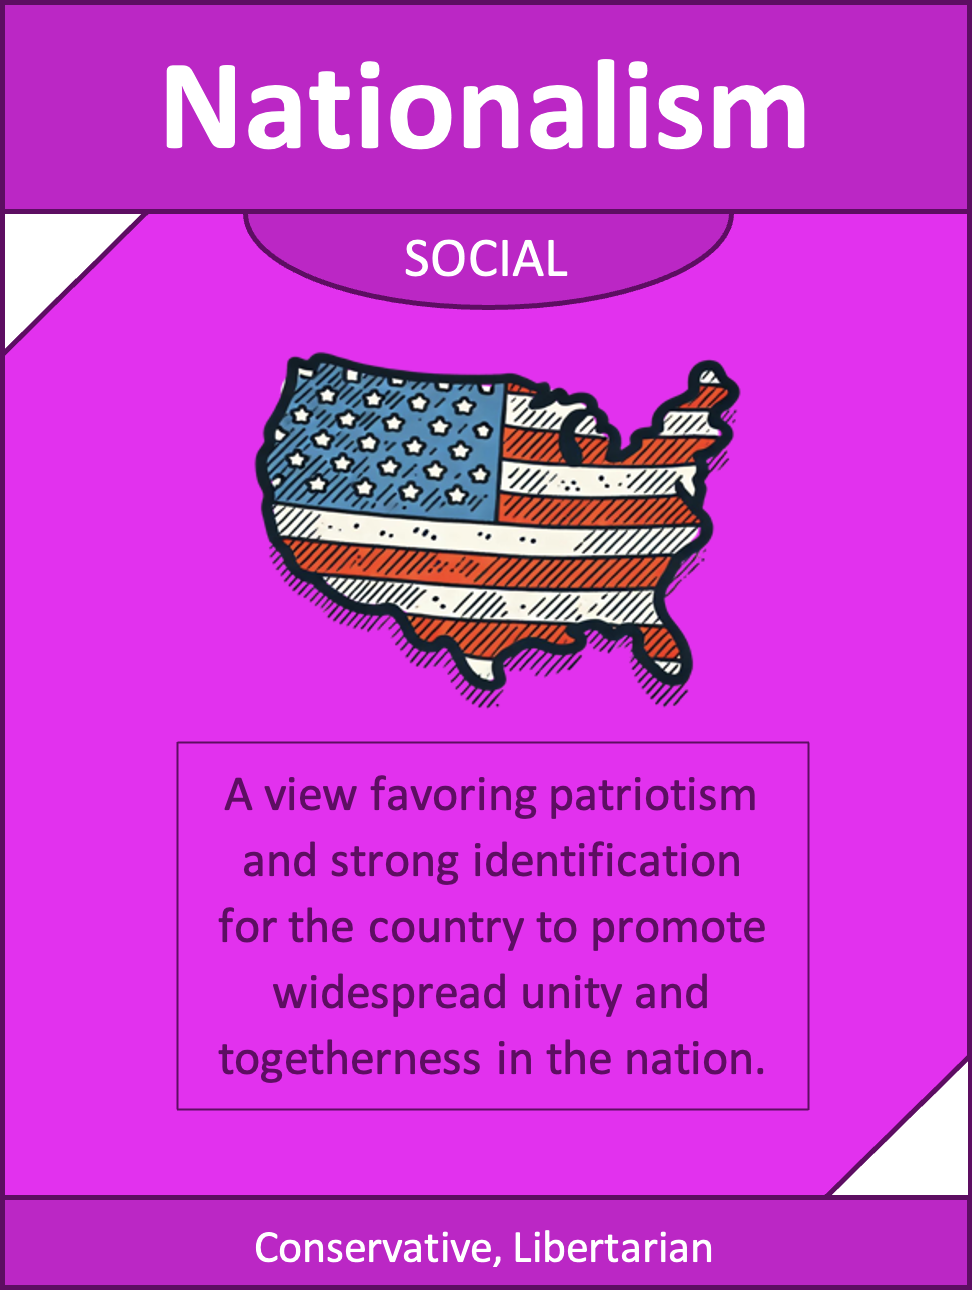 Nationalism
SOCIAL
A view favoring patriotism
and strong identification
for the country to promote
widespread unity and
togetherness in the nation.
Conservative, Libertarian